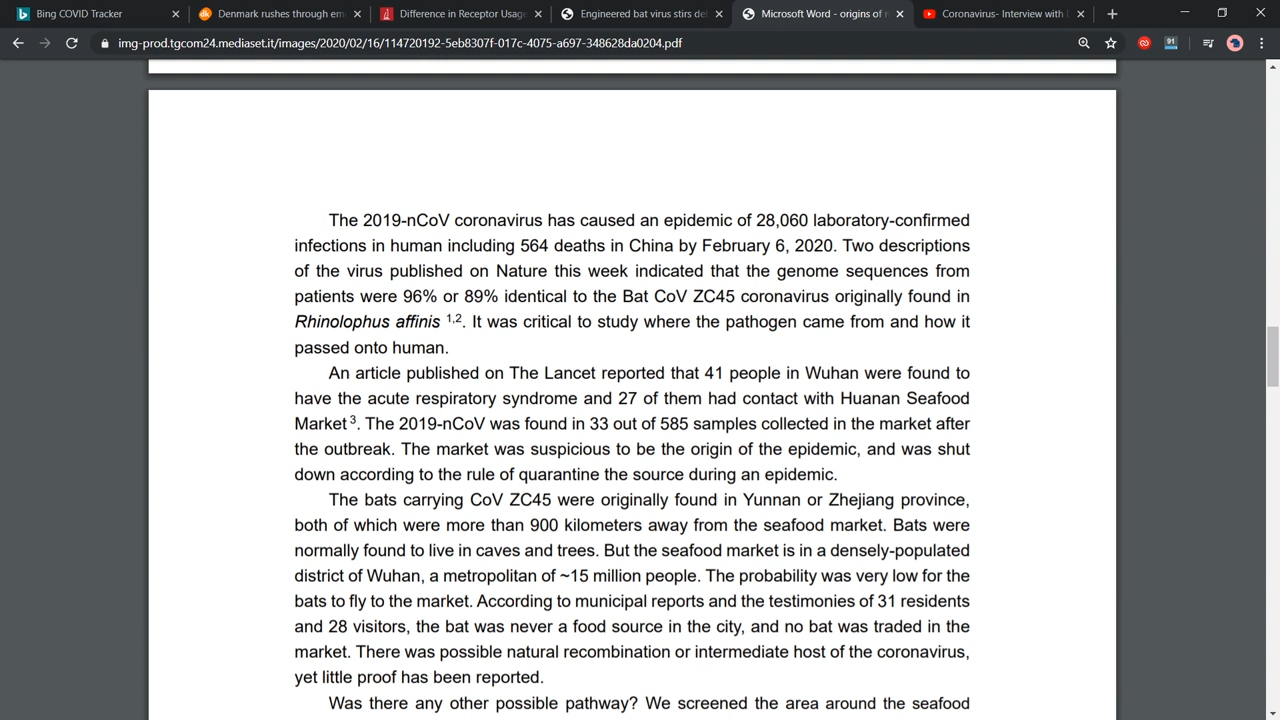 Bing COVID Tracker
Denmark rushes through em
Difference in Receptor Usage
Engineered bat virus stirs de
Microsoft Word - origins of
Coronavirus- Interview with
img-prod.tgcom24.mediaset.it/images/2020/02/16/114720192-5eb8307f-017c-4075-a697-348628da0204.pdf
91
The 2019-nCoV coronavirus has caused an epidemic of 28,060 laboratory-confirmed
infections in human including 564 deaths in China by February 6, 2020. Two descriptions
of the virus published on Nature this week indicated that the genome sequences from
patients were 96% or 89% identical to the Bat CoV ZC45 coronavirus originally found in
Rhinolophus affinis 1,2. It was critical to study where the pathogen came from and how it
passed onto human.
An article published on The Lancet reported that 41 people in Wuhan were found to
have the acute respiratory syndrome and 27 of them had contact with Huanan Seafood
Market 3. The 2019-nCoV was found in 33 out of 585 samples collected in the market after
the outbreak. The market was suspicious to be the origin of the epidemic, and was shut
down according to the rule of quarantine the source during an epidemic.
The bats carrying CoV ZC45 were originally found in Yunnan or Zhejiang province,
both of which were more than 900 kilometers away from the seafood market. Bats were
normally found to live in caves and trees. But the seafood market is in a densely-populated
district of Wuhan, a metropolitan of ~15 million people. The probability was very low for the
bats to fly to the market. According to municipal reports and the testimonies of 31 residents
and 28 visitors, the bat was never a food source in the city, and no bat was traded in the
market. There was possible natural recombination or intermediate host of the coronavirus,
yet little proof has been reported.
Was there any other possible pathway? We screened the area around the seafood